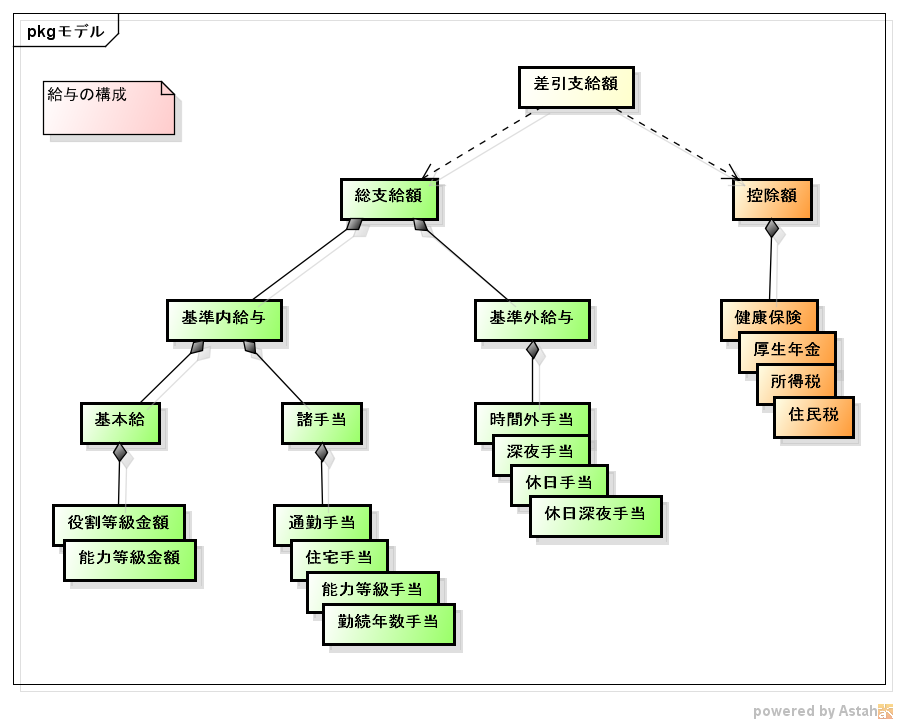 pkgモデル
給与の構成
差引支給額
総支給額
控除額
基準内給与
基準外給与
健康保険
厚生年金
所得税
住民税
基本給
諸手当
時間外手当
深夜手当
休日手当
休日深夜手当
役割等級金額
能力等級金額
通勤手当
住宅手当
能力等級手当
勤続年数手当
powered by Astah